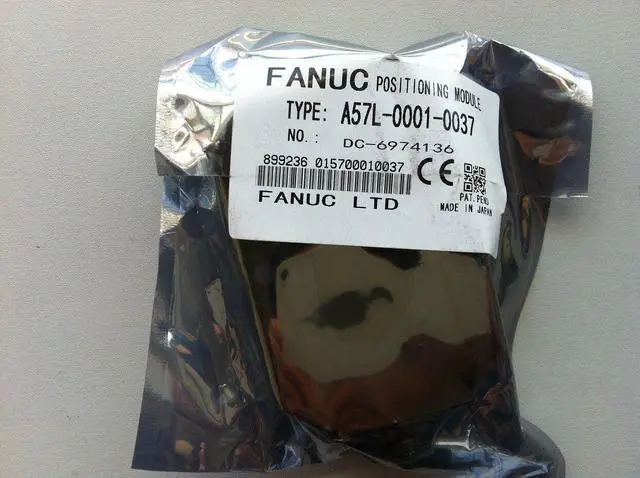 FANUC POSITIONING MODULE
TYPE: A57L-0001-0037
NO.: DC-6974136
899236 015700010037
CE
FANUC LTD
PAT. PEND
MADE IN JAPAN